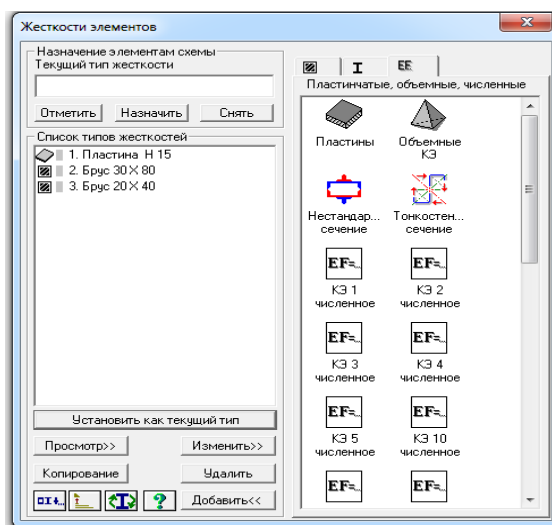 Жесткости элементов
Назначение элементам схемы
Текущий тип жесткости
Отметить Назначить Снять
Список типов жесткостей
1. Пластина Н 15
2. Брус 30X80
3. Брус 20X40
Установить как текущий тип
Просмотр>> Изменить>>
Копирование Удалить
Добавить<<
EE
Пластинчатые, объемные, численные
Пластины Объемные
КЭ
Нестандар... Тонкостен...
сечение сечение
EF=... EF=...
КЭ 1 КЭ 2
численное численное
EF=... EF=...
КЭ 3 КЭ 4
численное численное
EF=... EF=...
КЭ 5 КЭ 10
численное численное
EF=... EF=...